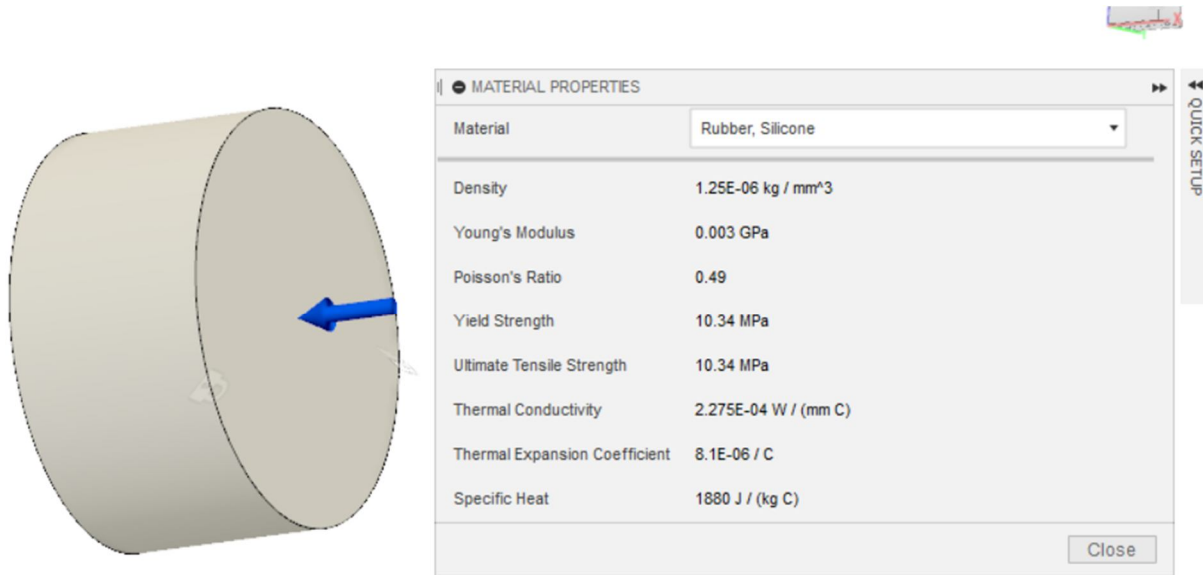 X
MATERIAL PROPERTIES
Material Rubber, Silicone
Density 1.25E-06 kg / mm^3
Young's Modulus 0.003 GPa
Poisson's Ratio 0.49
Yield Strength 10.34 MPa
Ultimate Tensile Strength 10.34 MPa
Thermal Conductivity 2.275E-04 W / (mm C)
Thermal Expansion Coefficient 8.1E-06 / C
Specific Heat 1880 J / (kg C)
Close
QUICK SETUP